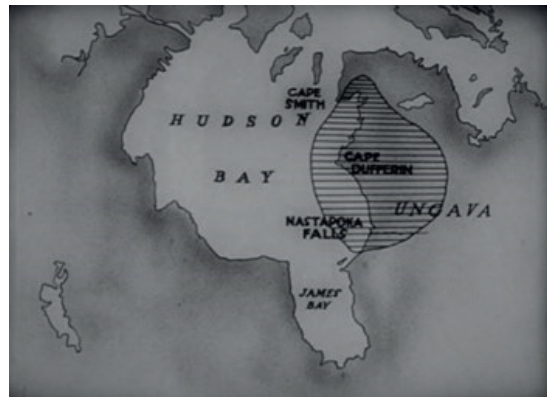 CAPE
SMITH
HUDSON
BAY
CAPE
DUFFERIN
UNGAVA
NASTAPOKA
FALLS
JAMES
BAY